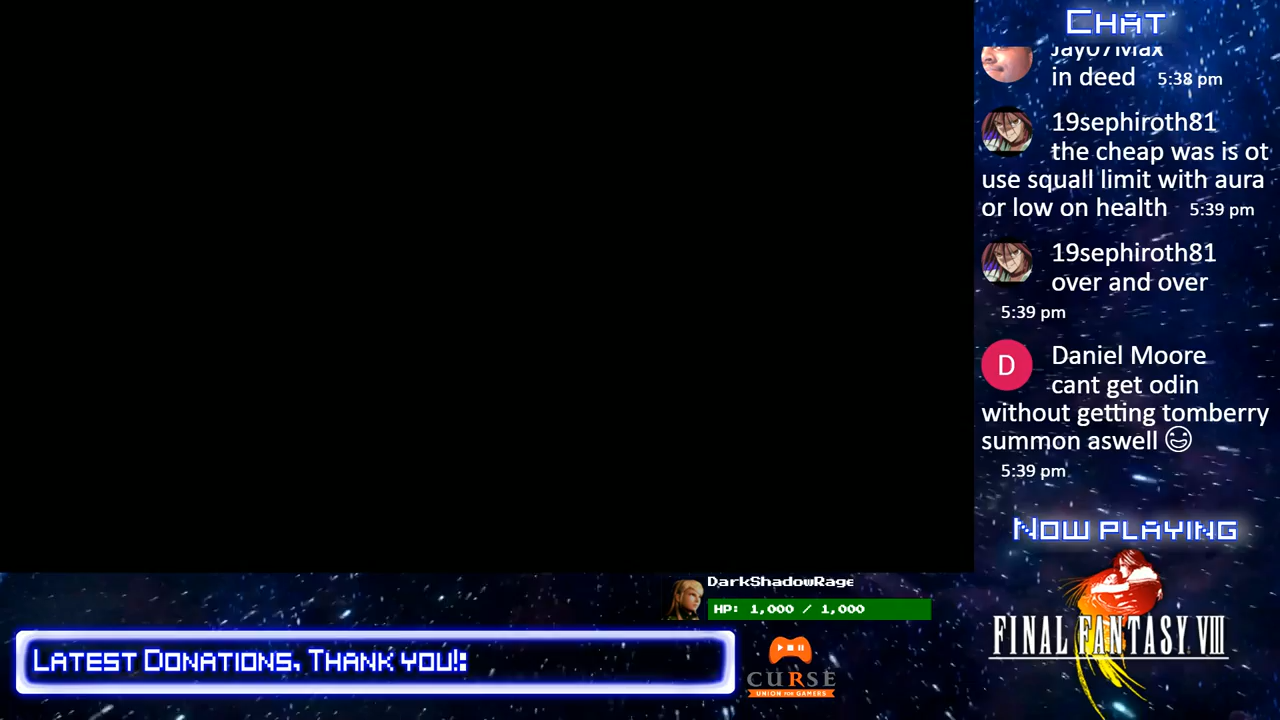 CHAT
Jay07Max
in deed 5:38 pm
19sephiroth81
the cheap was is ot
use squall limit with aura
or low on health 5:39 pm
19sephiroth81
over and over
5:39 pm
D
Daniel Moore
cant get odin
without getting tomberry
summon aswell 😄
5:39 pm
NOW PLAYING
FINAL FANTASY VIII
DarkShadowRage
HP: 1,000 / 1,000
LATEST DONATIONS, THANK YOU!:
CURSE
UNION FOR GAMERS